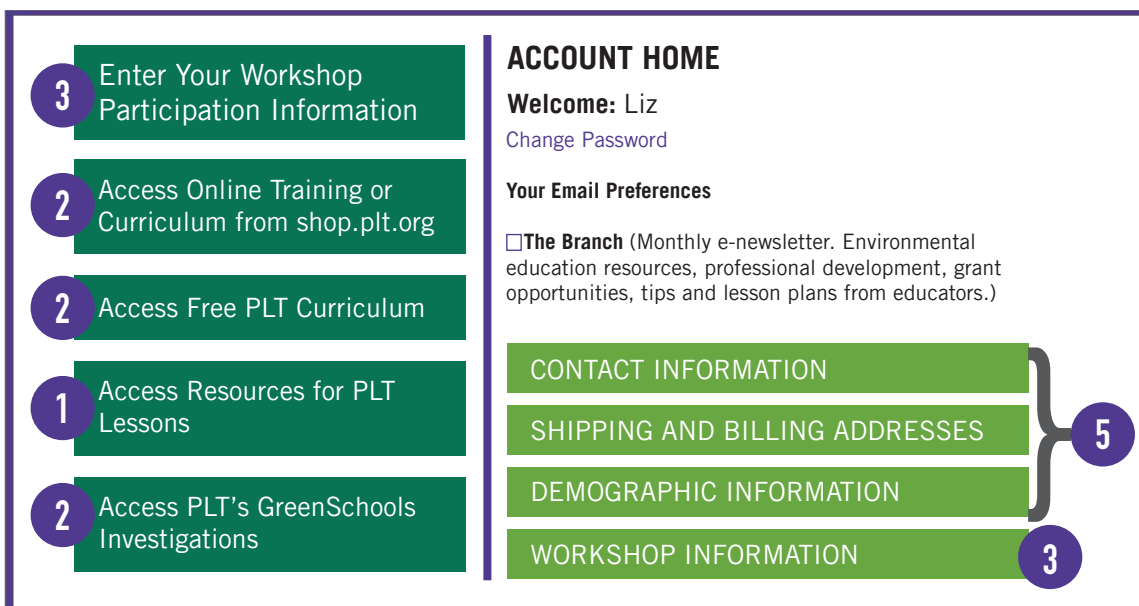 3
Enter Your Workshop
Participation Information
2
Access Online Training or
Curriculum from shop.plt.org
2
Access Free PLT Curriculum
1
Access Resources for PLT
Lessons
2
Access PLT’s GreenSchools
Investigations
ACCOUNT HOME
Welcome: Liz
Change Password
Your Email Preferences
The Branch (Monthly e-newsletter. Environmental
education resources, professional development, grant
opportunities, tips and lesson plans from educators.)
CONTACT INFORMATION
SHIPPING AND BILLING ADDRESSES
DEMOGRAPHIC INFORMATION
5
WORKSHOP INFORMATION
3